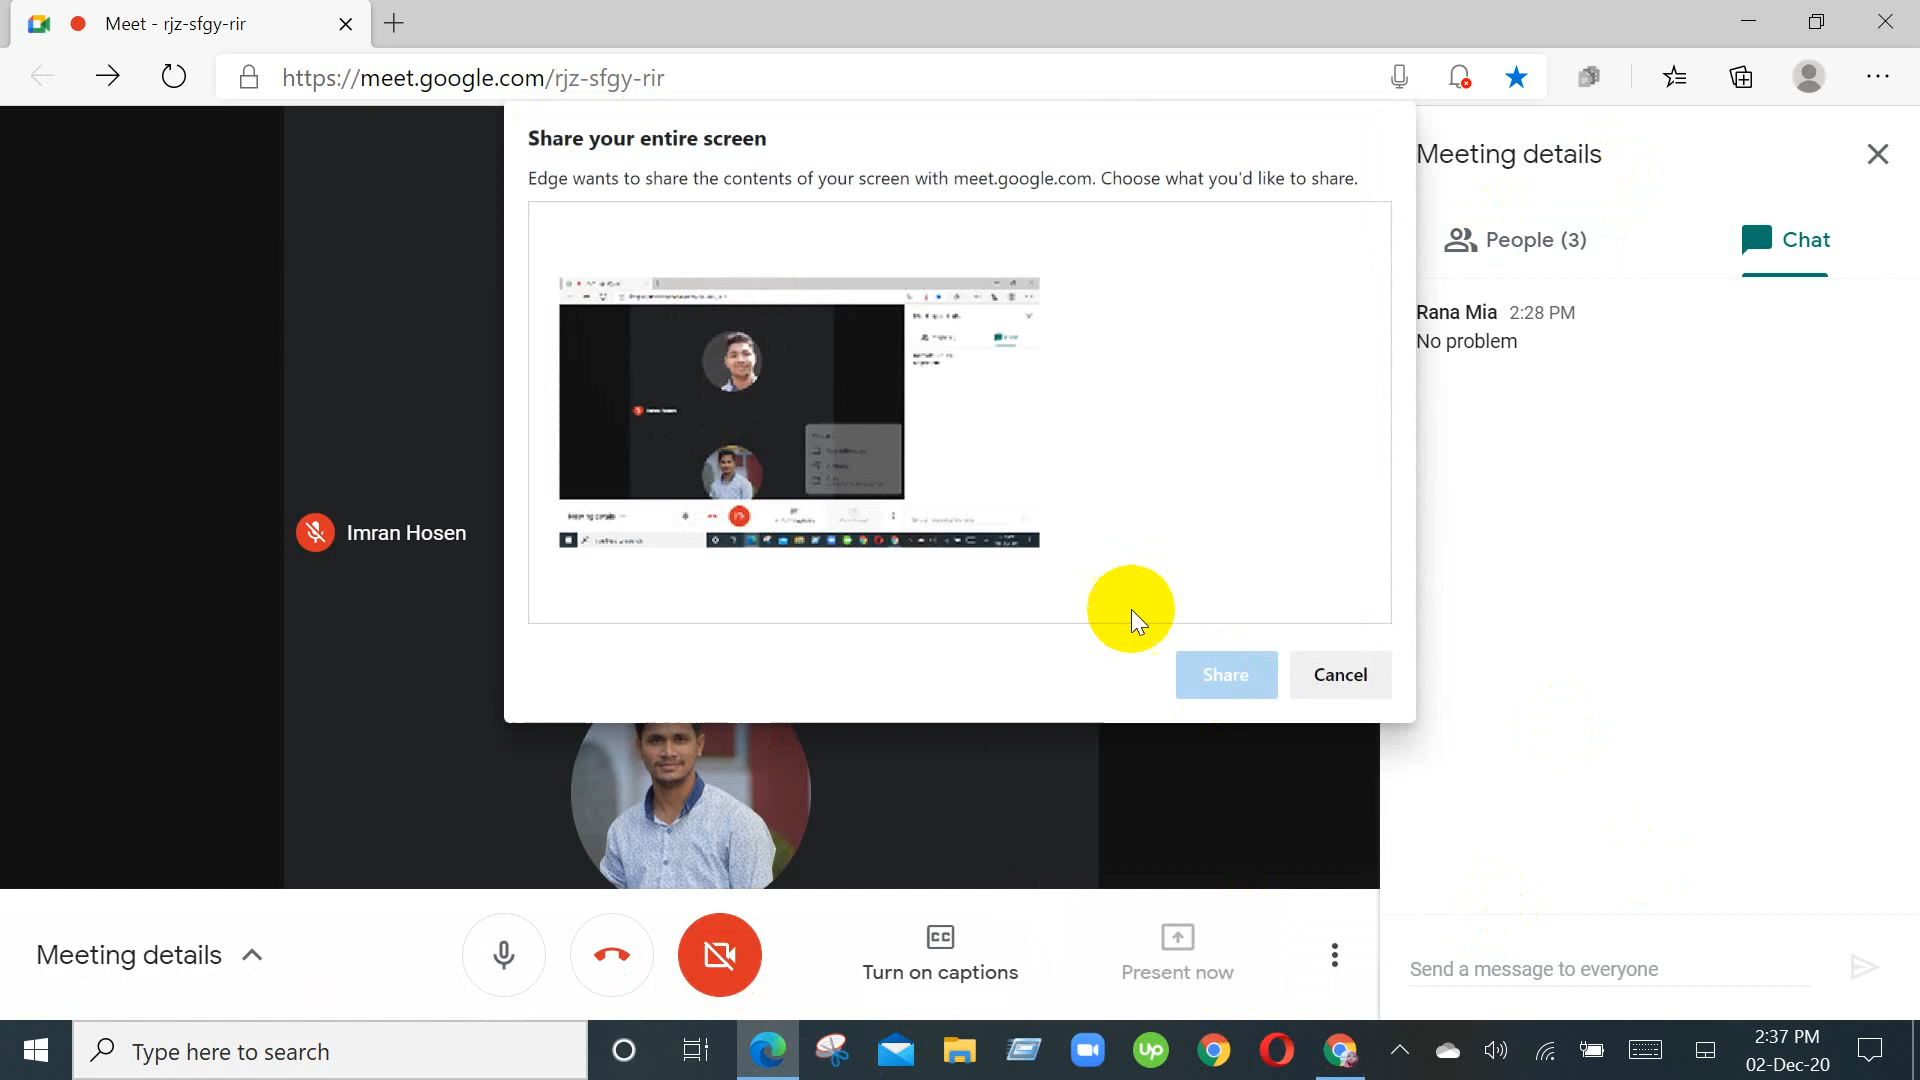 Meet - rjz-sfgy-rir
https://meet.google.com/rjz-sfgy-rir
Share your entire screen
Edge wants to share the contents of your screen with meet.google.com. Choose what you'd like to share.
Share
Cancel
Meeting details
People (3)
Chat
Rana Mia 2:28 PM
No problem
Imran Hosen
Meeting details
CC
Turn on captions
Present now
Send a message to everyone
Type here to search
up
2:37 PM
02-Dec-20